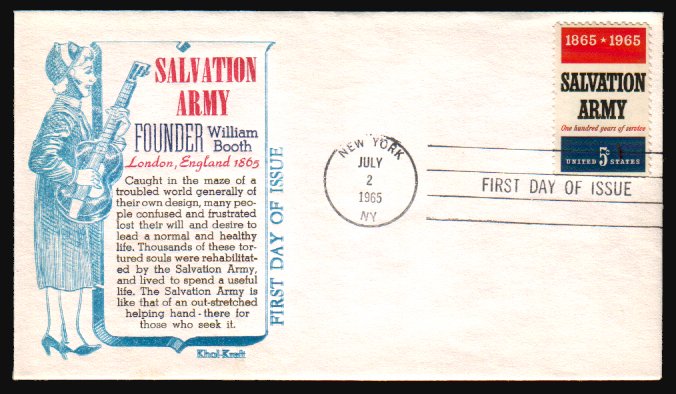 SALVATION
ARMY
FOUNDER William
Booth
London, England 1865
Caught in the maze of a
troubled world generally of
their own design, many peo-
ple confused and frustrated
lost their will and desire to
lead a normal and healthy
life. Thousands of these tor-
tured souls were rehabilitat-
ed by the Salvation Army,
and lived to spend a useful
life. The Salvation Army is
like that of an out-stretched
helping hand - there for
those who seek it.
Khol-Kraft
FIRST DAY OF ISSUE
NEW YORK
JULY
2
1965
NY
FIRST DAY OF ISSUE
1865 ★ 1965
SALVATION
ARMY
One hundred years of service
5c
UNITED STATES